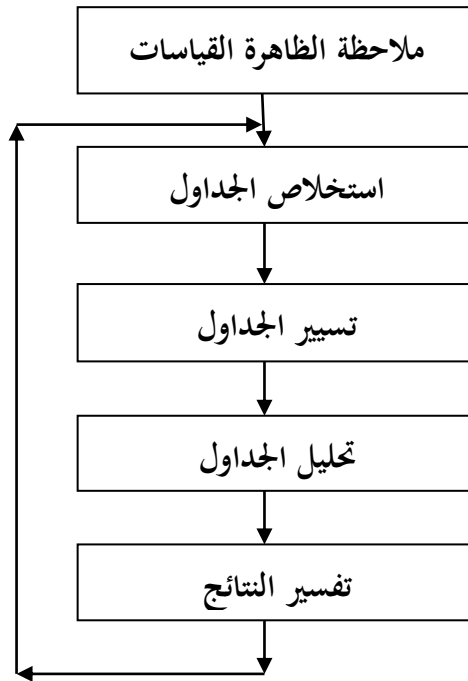 ملاحظة الظاهرة القياسات
استخلاص الجداول
تسيير الجداول
تحليل الجداول
تفسير النتائج